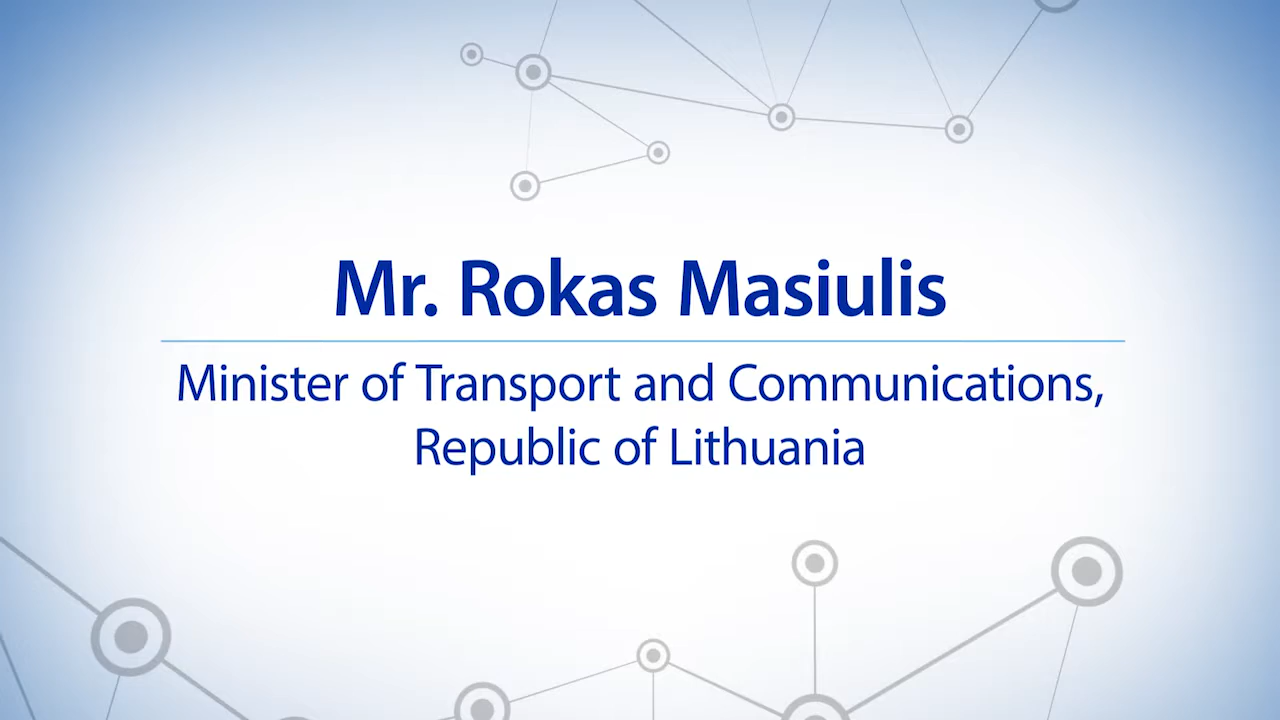 Mr. Rokas Masiulis
Minister of Transport and Communications,
Republic of Lithuania